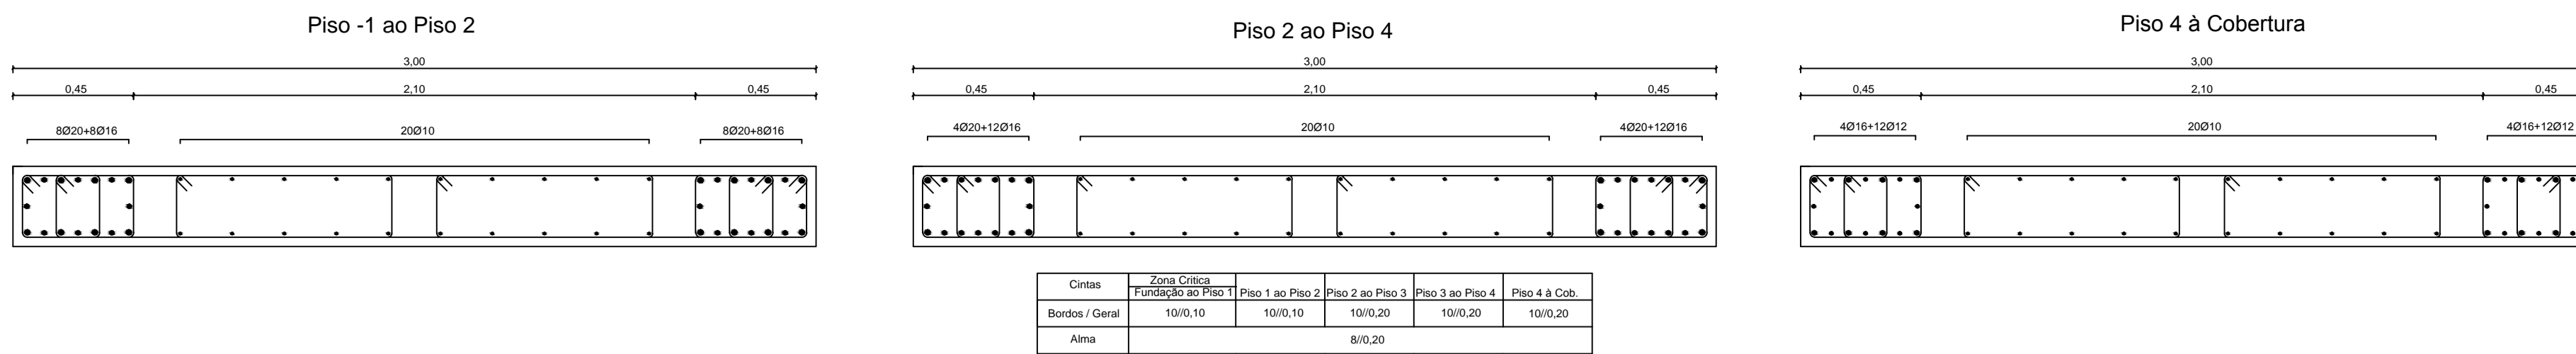 Piso -1 ao Piso 2
3,00
0,45 2,10 0,45
8Ø20+8Ø16 20Ø10 8Ø20+8Ø16
Piso 2 ao Piso 4
3,00
0,45 2,10 0,45
4Ø20+12Ø16 20Ø10 4Ø20+12Ø16
Piso 4 à Cobertura
3,00
0,45 2,10 0,45
4Ø16+12Ø12 20Ø10 4Ø16+12Ø12
Cintas Zona Critica
Fundação ao Piso 1 Piso 1 ao Piso 2 Piso 2 ao Piso 3 Piso 3 ao Piso 4 Piso 4 à Cob.
Bordos / Geral 10//0,10 10//0,10 10//0,20 10//0,20 10//0,20
Alma 8//0,20